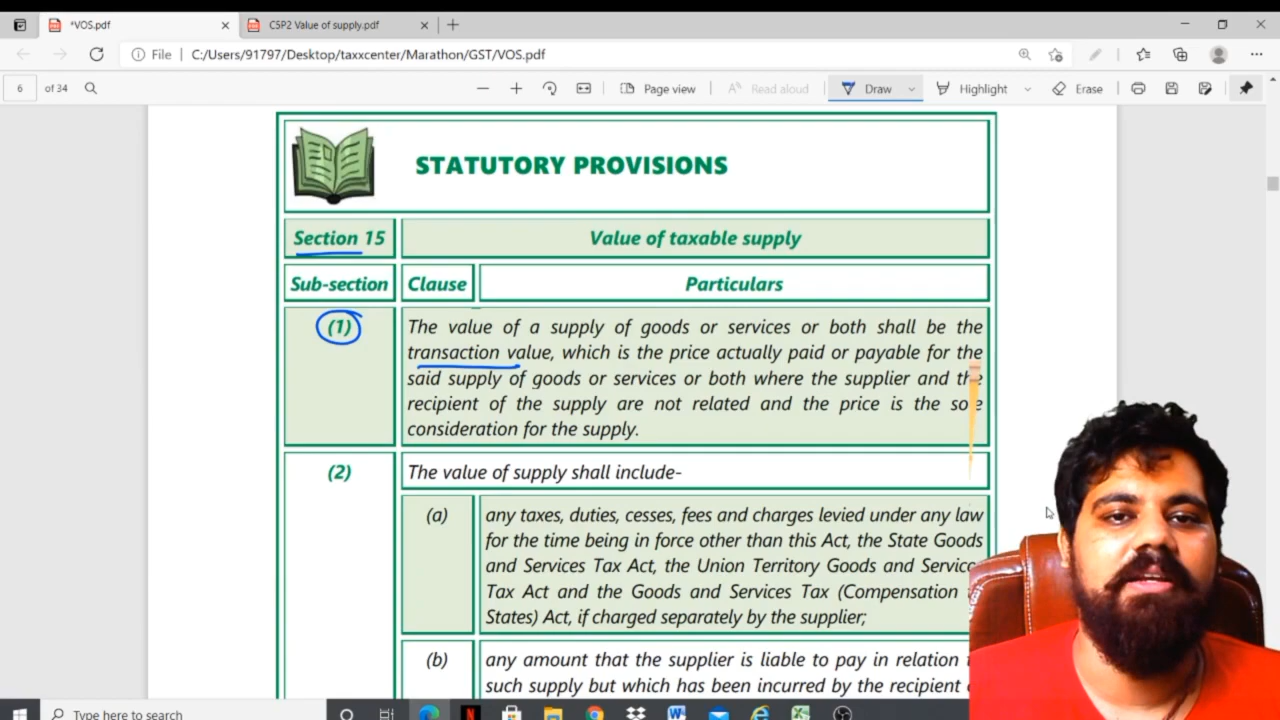 *VOS.pdf
C5P2 Value of supply.pdf
File C:/Users/91797/Desktop/taxxcenter/Marathon/GST/VOS.pdf
6 of 34 Page view Read aloud Draw Highlight Erase
STATUTORY PROVISIONS
Section 15 Value of taxable supply
Sub-section Clause Particulars
(1) The value of a supply of goods or services or both shall be the
transaction value, which is the price actually paid or payable for the
said supply of goods or services or both where the supplier and the
recipient of the supply are not related and the price is the sole
consideration for the supply.
(2) The value of supply shall include-
(a) any taxes, duties, cesses, fees and charges levied under any law
for the time being in force other than this Act, the State Goods
and Services Tax Act, the Union Territory Goods and Service
Tax Act and the Goods and Services Tax (Compensation
States) Act, if charged separately by the supplier;
(b) any amount that the supplier is liable to pay in relation
such supply but which has been incurred by the recipient
Type here to search